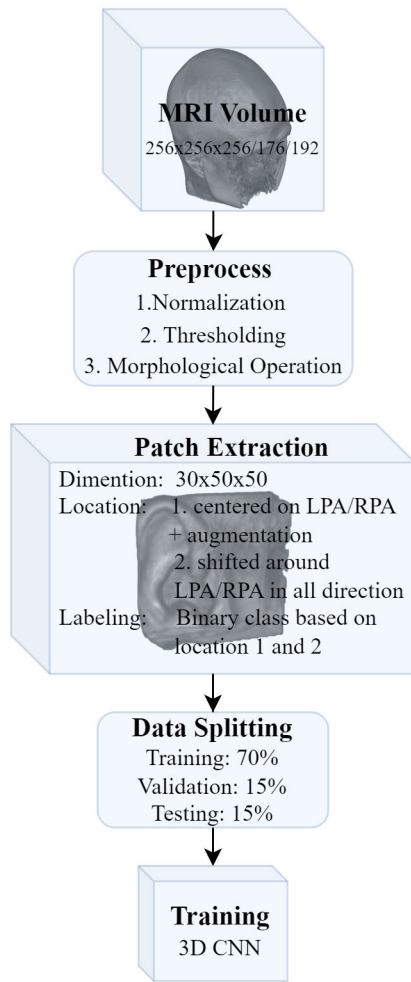 MRI Volume
256x256x256/176/192
Preprocess
1.Normalization
2. Thresholding
3. Morphological Operation
Patch Extraction
Dimention: 30x50x50
Location: 1. centered on LPA/RPA
+ augmentation
2. shifted around
LPA/RPA in all direction
Labeling: Binary class based on
location 1 and 2
Data Splitting
Training: 70%
Validation: 15%
Testing: 15%
Training
3D CNN